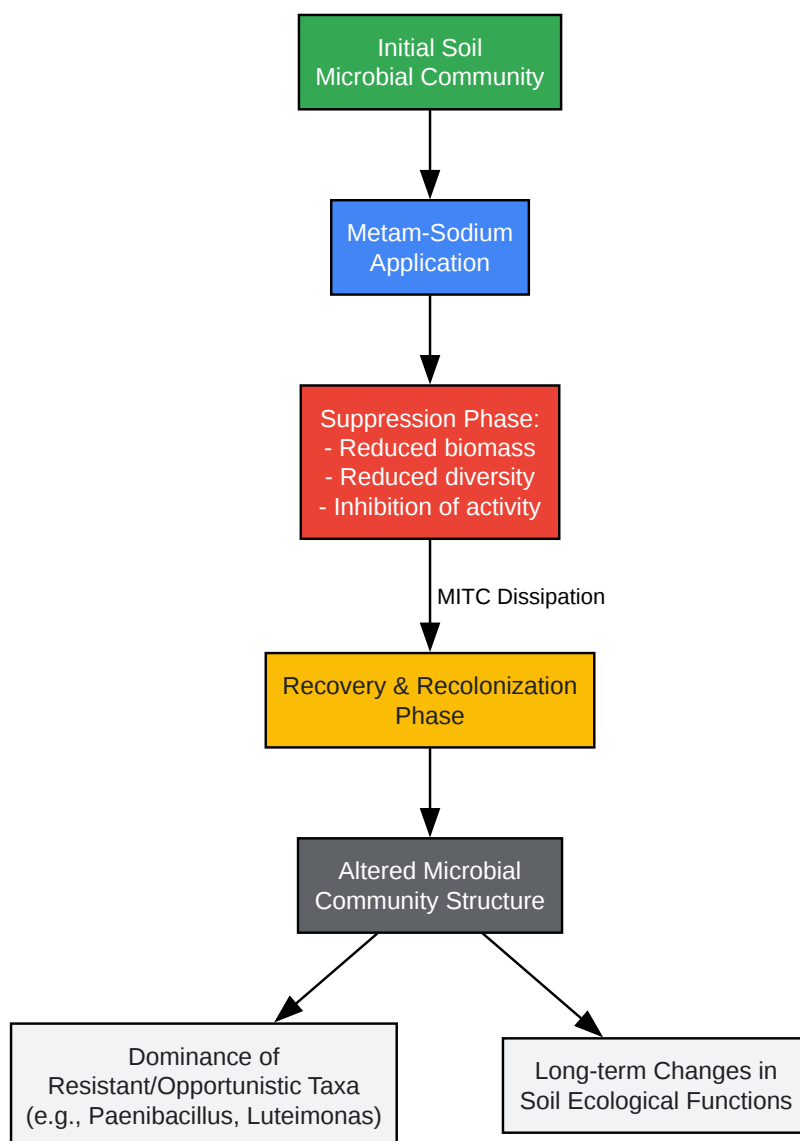 Initial Soil
Microbial Community
Metam-Sodium
Application
Suppression Phase:
- Reduced biomass
- Reduced diversity
- Inhibition of activity
MITC Dissipation
Recovery & Recolonization
Phase
Altered Microbial
Community Structure
Dominance of
Resistant/Opportunistic Taxa
(e.g., Paenibacillus, Luteimonas)
Long-term Changes in
Soil Ecological Functions